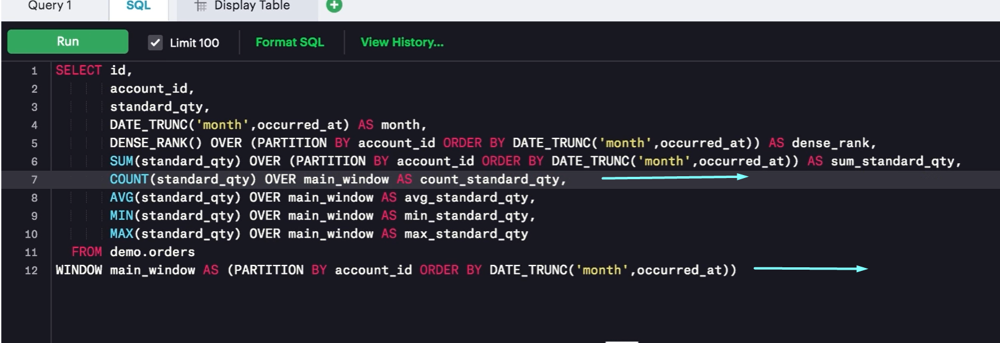 Query 1 SQL Display Table
Run Limit 100 Format SQL View History...
1 SELECT id,
2 account_id,
3 standard_qty,
4 DATE_TRUNC('month',occurred_at) AS month,
5 DENSE_RANK() OVER (PARTITION BY account_id ORDER BY DATE_TRUNC('month',occurred_at)) AS dense_rank,
6 SUM(standard_qty) OVER (PARTITION BY account_id ORDER BY DATE_TRUNC('month',occurred_at)) AS sum_standard_qty,
7 COUNT(standard_qty) OVER main_window AS count_standard_qty,
8 AVG(standard_qty) OVER main_window AS avg_standard_qty,
9 MIN(standard_qty) OVER main_window AS min_standard_qty,
10 MAX(standard_qty) OVER main_window AS max_standard_qty
11 FROM demo.orders
12 WINDOW main_window AS (PARTITION BY account_id ORDER BY DATE_TRUNC('month',occurred_at))